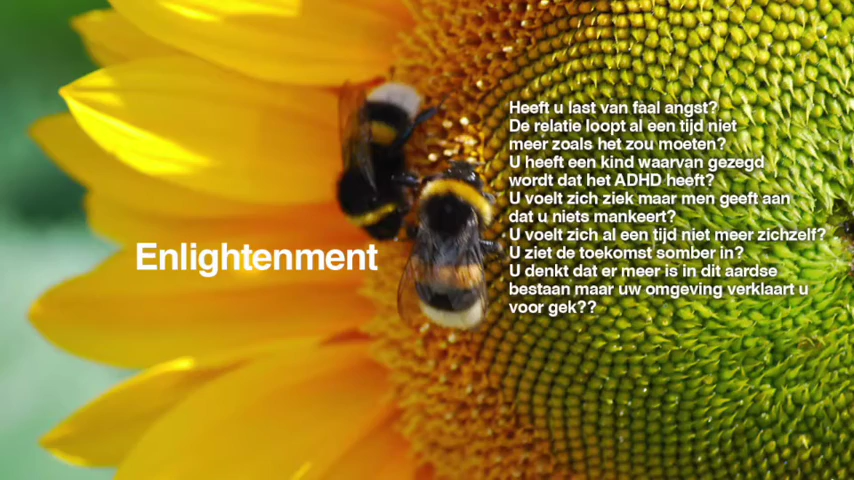 Enlightenment
Heeft u last van faal angst?
De relatie loopt al een tijd niet
meer zoals het zou moeten?
U heeft een kind waarvan gezegd
wordt dat het ADHD heeft?
U voelt zich ziek maar men geeft aan
dat u niets mankeert?
U voelt zich al een tijd niet meer zichzelf?
U ziet de toekomst somber in?
U denkt dat er meer is in dit aardse
bestaan maar uw omgeving verklaart u
voor gek??